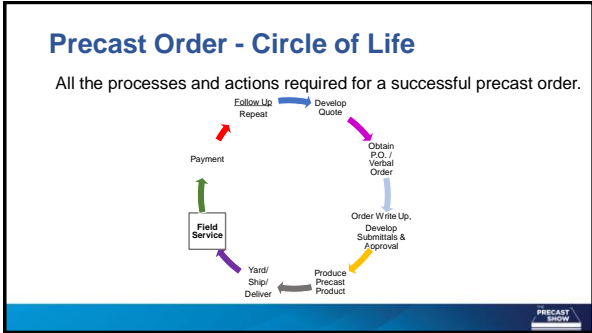 Precast Order - Circle of Life
All the processes and actions required for a successful precast order.
Follow Up
Repeat
Develop
Quote
Obtain
P.O. /
Verbal
Order
Order Write Up,
Develop
Submittals &
Approval
Produce
Precast
Product
Yard/
Ship/
Deliver
Field
Service
Payment
THE
PRECAST
SHOW